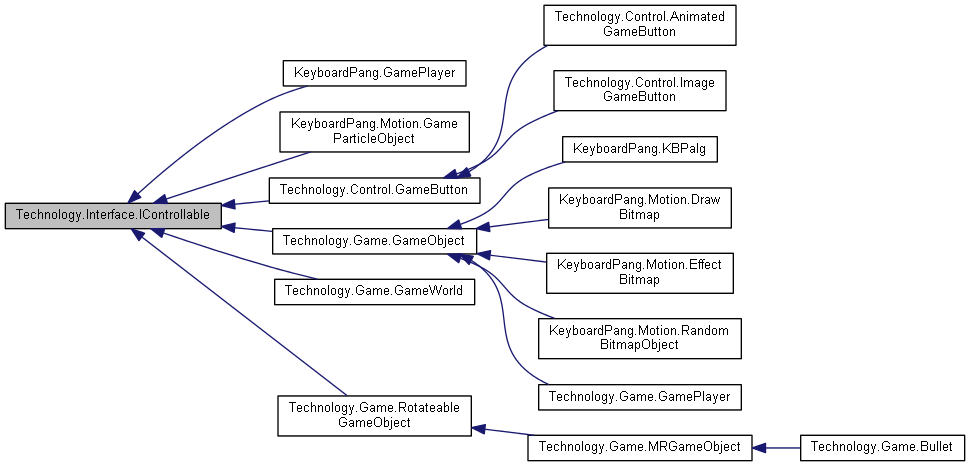 Technology.Interface.IControllable
KeyboardPang.GamePlayer
KeyboardPang.Motion.Game
ParticleObject
Technology.Control.GameButton
Technology.Game.GameObject
Technology.Game.GameWorld
Technology.Game.Rotateable
GameObject
Technology.Control.Animated
GameButton
Technology.Control.Image
GameButton
KeyboardPang.KBPalg
KeyboardPang.Motion.Draw
Bitmap
KeyboardPang.Motion.Effect
Bitmap
KeyboardPang.Motion.Random
BitmapObject
Technology.Game.GamePlayer
Technology.Game.MRGameObject
Technology.Game.Bullet